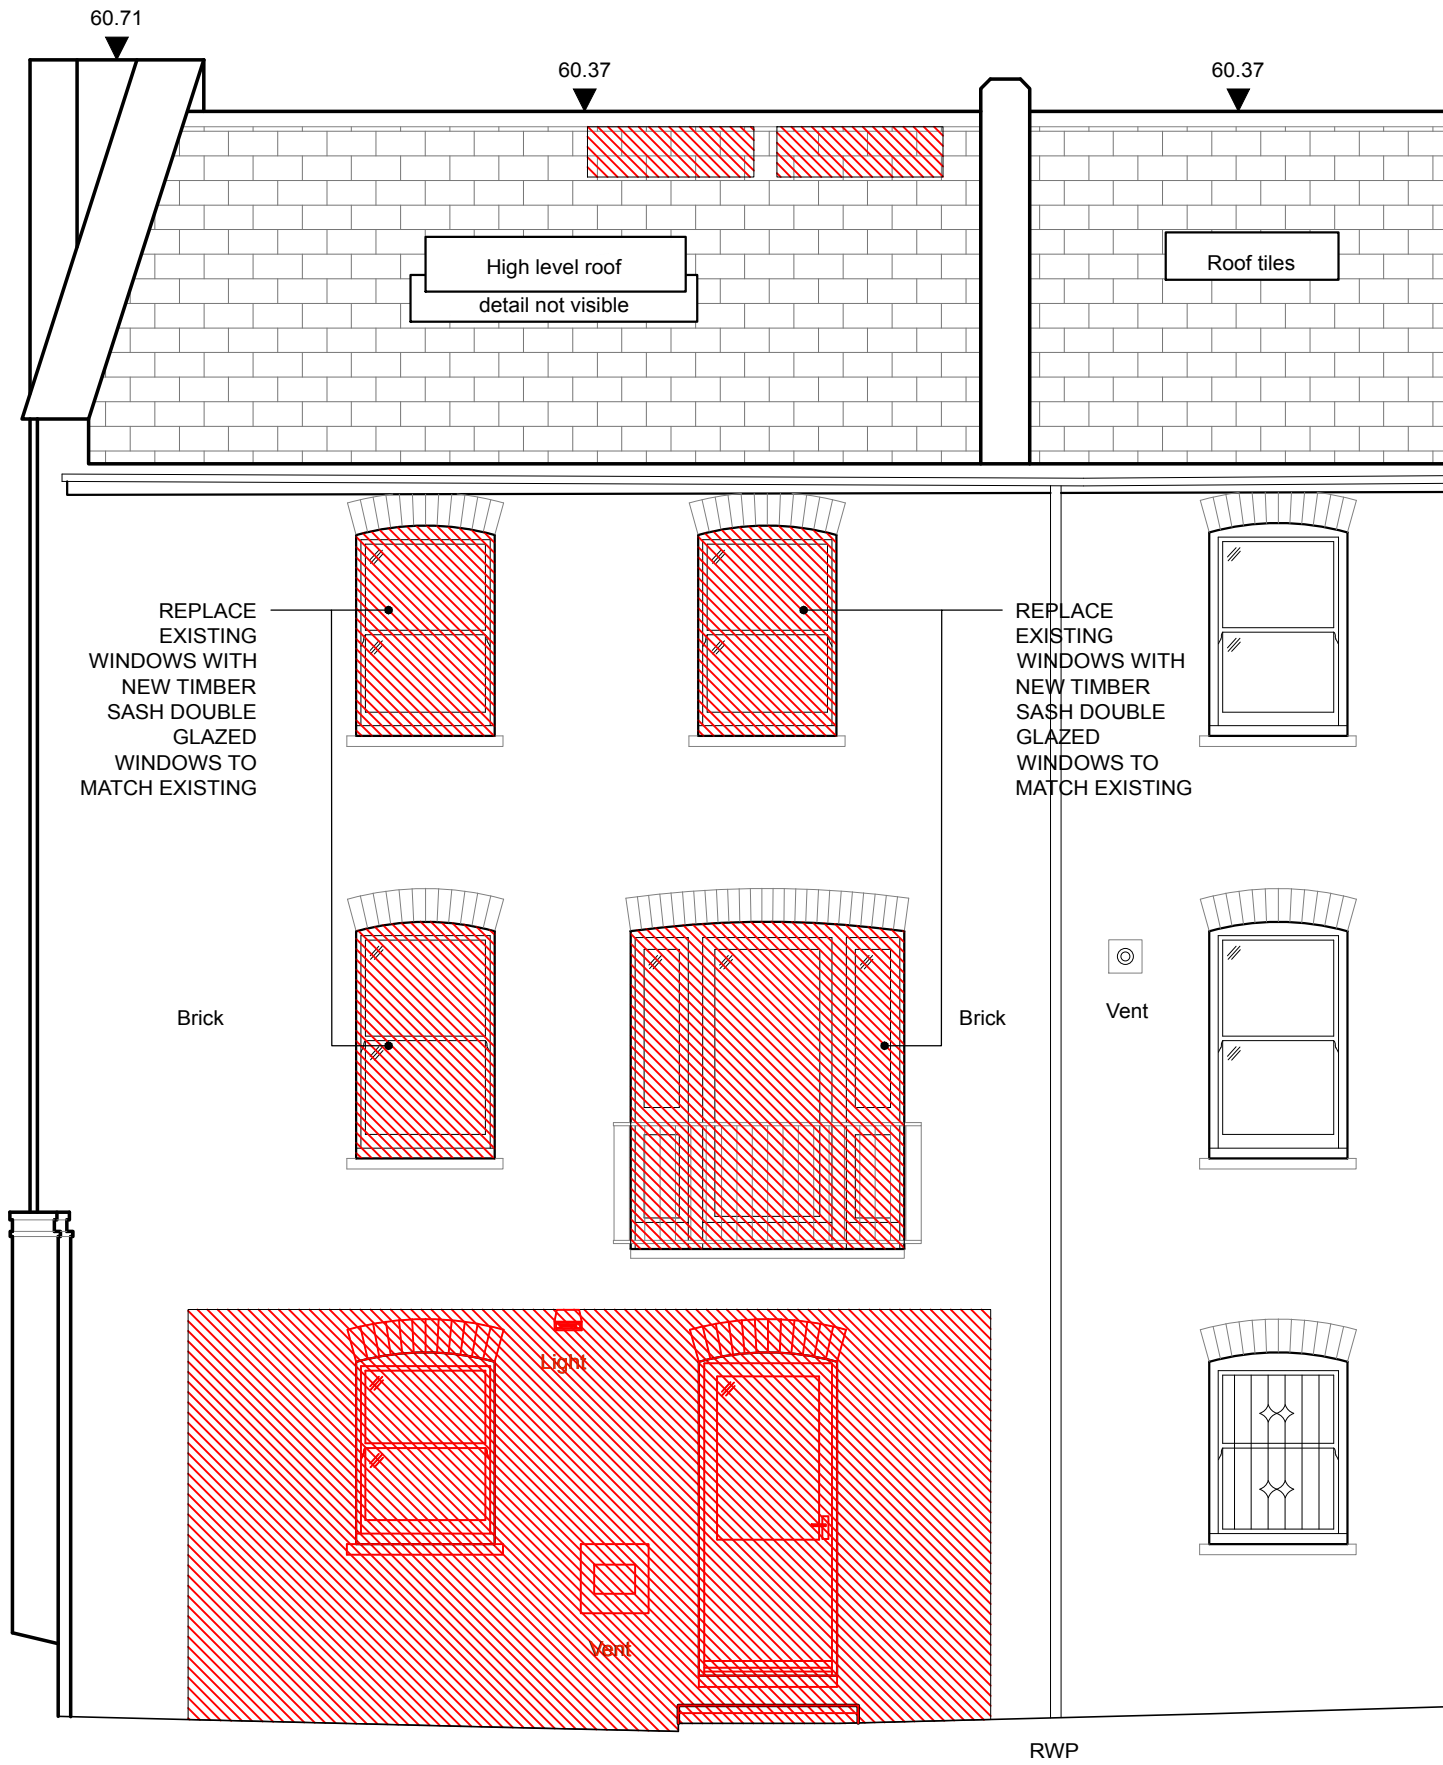 60.71
60.37
60.37
High level roof
detail not visible
Roof tiles
REPLACE
EXISTING
WINDOWS WITH
NEW TIMBER
SASH DOUBLE
GLAZED
WINDOWS TO
MATCH EXISTING
REPLACE
EXISTING
WINDOWS WITH
NEW TIMBER
SASH DOUBLE
GLAZED
WINDOWS TO
MATCH EXISTING
Brick
Brick
Vent
Light
Vent
RWP